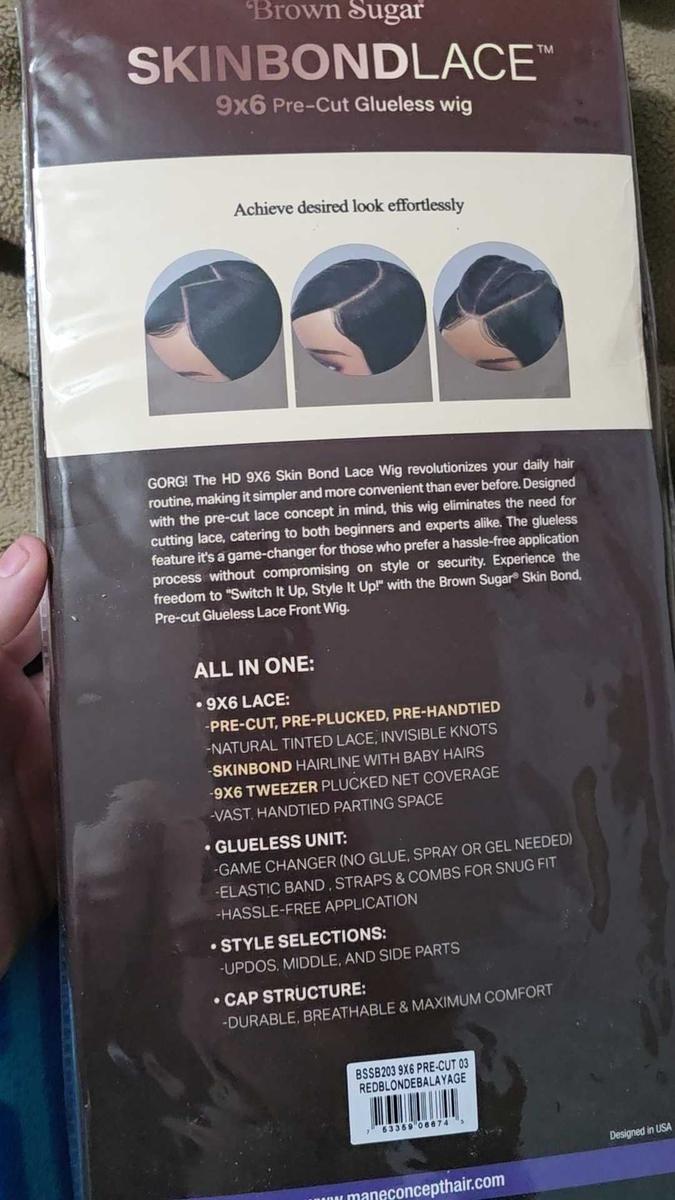 Brown Sugar
SKINBONDLACE™
9x6 Pre-Cut Glueless wig
Achieve desired look effortlessly
GORG! The HD 9X6 Skin Bond Lace Wig revolutionizes your daily hair
routine, making it simpler and more convenient than ever before. Designed
with the pre-cut lace concept in mind, this wig eliminates the need for
cutting lace, catering to both beginners and experts alike. The glueless
feature it's a game-changer for those who prefer a hassle-free application
process without compromising on style or security. Experience the
freedom to "Switch It Up, Style It Up!" with the Brown Sugar® Skin Bond,
Pre-cut Glueless Lace Front Wig.
ALL IN ONE:
• 9X6 LACE:
-PRE-CUT, PRE-PLUCKED, PRE-HANDTIED
-NATURAL TINTED LACE, INVISIBLE KNOTS
-SKINBOND HAIRLINE WITH BABY HAIRS
-9X6 TWEEZER PLUCKED NET COVERAGE
-VAST, HANDTIED PARTING SPACE
• GLUELESS UNIT:
-GAME CHANGER (NO GLUE, SPRAY OR GEL NEEDED)
-ELASTIC BAND , STRAPS & COMBS FOR SNUG FIT
-HASSLE-FREE APPLICATION
• STYLE SELECTIONS:
-UPDOS, MIDDLE, AND SIDE PARTS
• CAP STRUCTURE:
-DURABLE, BREATHABLE & MAXIMUM COMFORT
BSSB203 9X6 PRE-CUT 03
REDBLONDEBALAYAGE
7 53359 06674 3
Designed in USA
www.maneconcepthair.com